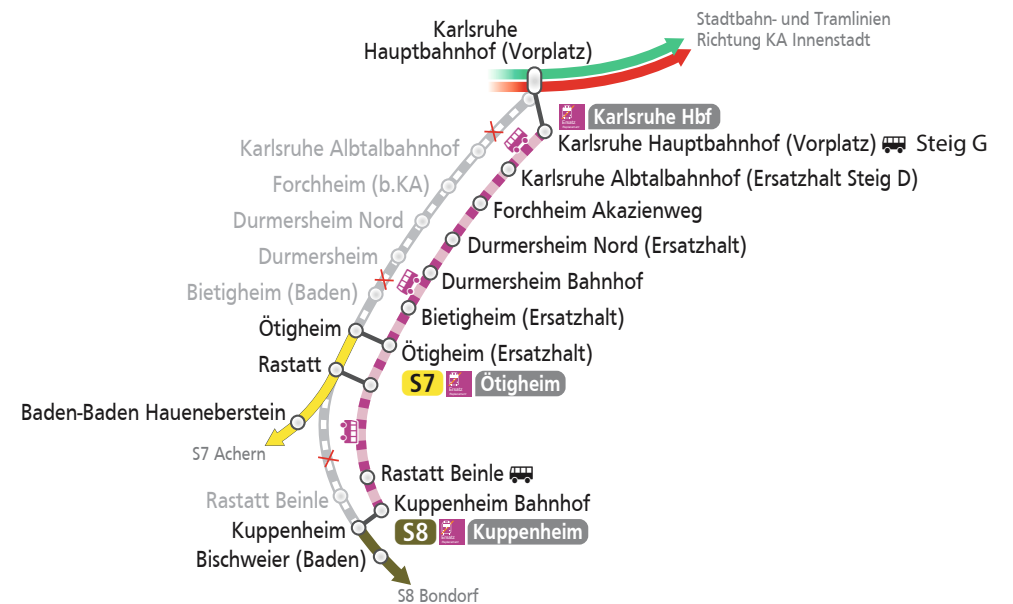 Stadtbahn- und Tramlinien
Richtung KA Innenstadt
Karlsruhe
Hauptbahnhof (Vorplatz)
Karlsruhe Hbf
Karlsruhe Hauptbahnhof (Vorplatz) Steig G
Karlsruhe Albtalbahnhof
Karlsruhe Albtalbahnhof (Ersatzhalt Steig D)
Forchheim (b.KA)
Forchheim Akazienweg
Durmersheim Nord
Durmersheim Nord (Ersatzhalt)
Durmersheim
Durmersheim Bahnhof
Bietigheim (Baden)
Bietigheim (Ersatzhalt)
Ötigheim
Ötigheim (Ersatzhalt)
Rastatt
S7 Ersatz Ötigheim
Baden-Baden Haueneberstein
S7 Achern
Rastatt Beinle
Rastatt Beinle
Kuppenheim Bahnhof
Kuppenheim
S8 Kuppenheim
Bischweier (Baden)
S8 Bondorf